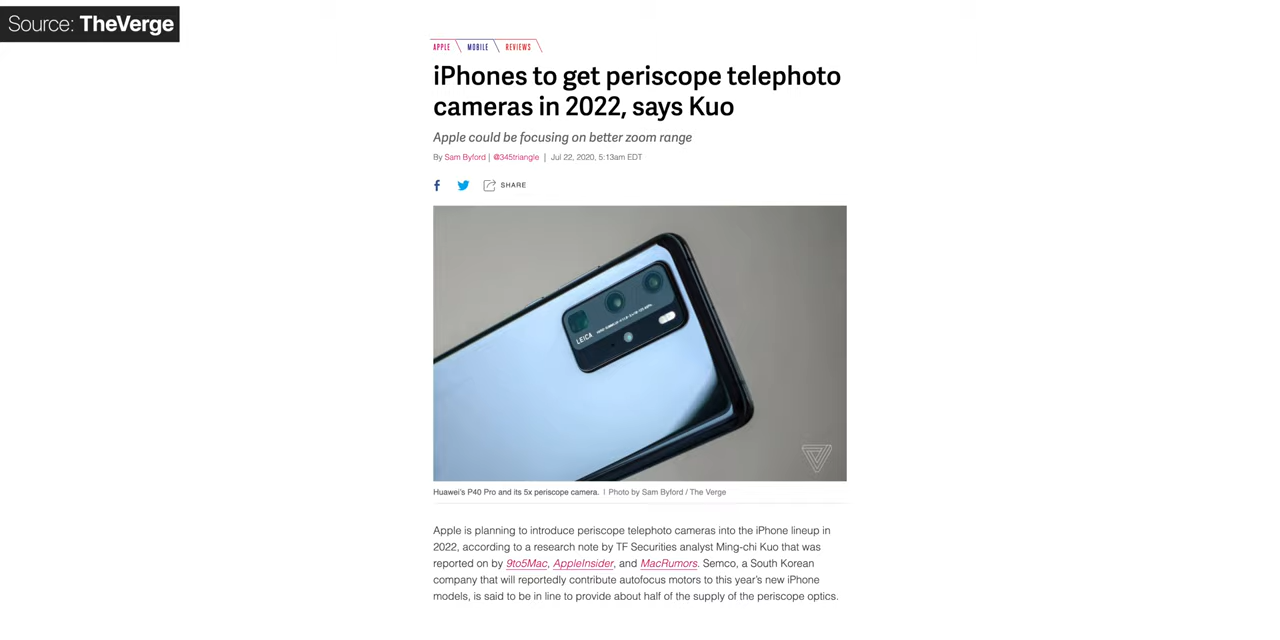 Source: TheVerge
APPLE MOBILE REVIEWS
iPhones to get periscope telephoto
cameras in 2022, says Kuo
Apple could be focusing on better zoom range
By Sam Byford | @345triangle | Jul 22, 2020, 5:13am EDT
SHARE
LEICA
Huawei's P40 Pro and its 5x periscope camera. | Photo by Sam Byford / The Verge
Apple is planning to introduce periscope telephoto cameras into the iPhone lineup in
2022, according to a research note by TF Securities analyst Ming-chi Kuo that was
reported on by 9to5Mac, AppleInsider, and MacRumors. Semco, a South Korean
company that will reportedly contribute autofocus motors to this year's new iPhone
models, is said to be in line to provide about half of the supply of the periscope optics.